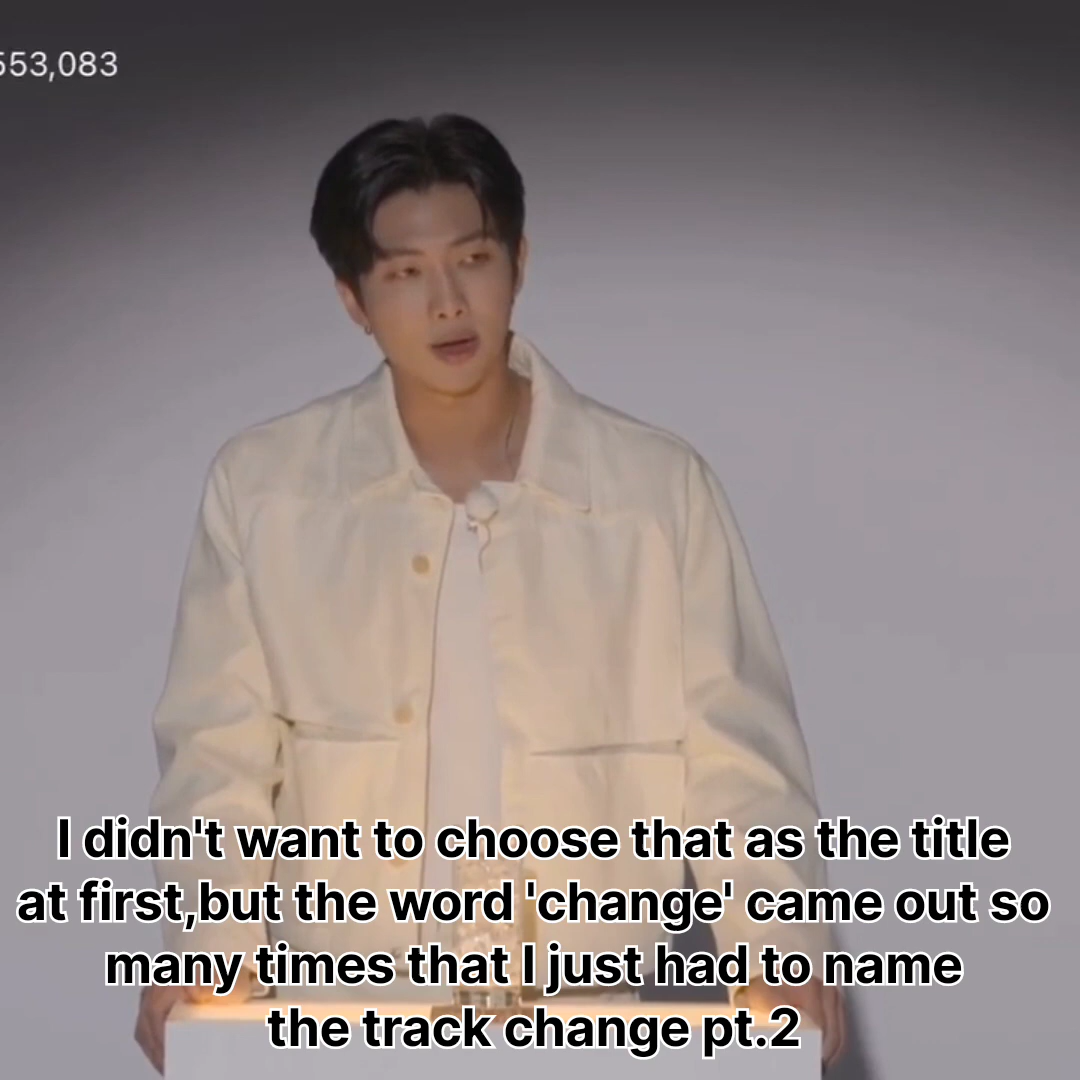 553,083
I didn't want to choose that as the title
at first,but the word 'change' came out so
many times that I just had to name
the track change pt.2